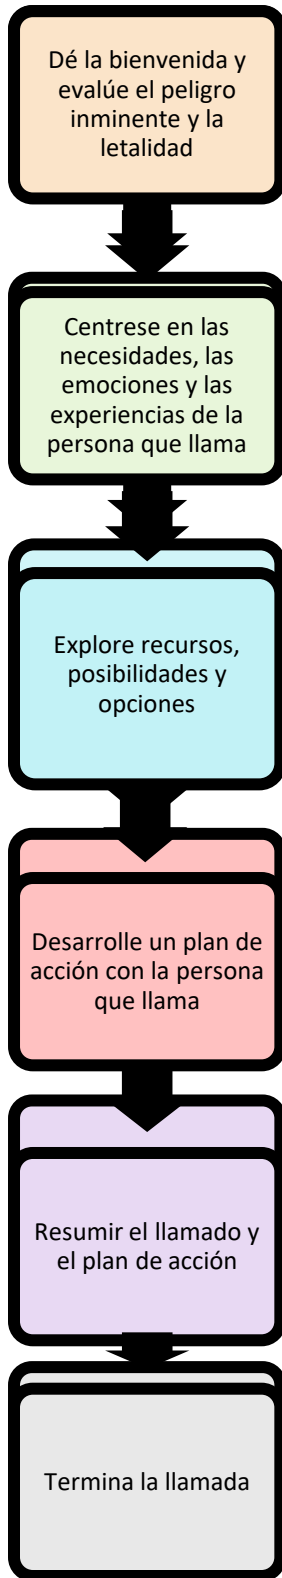 Dé la bienvenida y
evalúe el peligro
inminente y la
letalidad
Centrese en las
necesidades, las
emociones y las
experiencias de la
persona que llama
Explore recursos,
posibilidades y
opciones
Desarrolle un plan de
acción con la persona
que llama
Resumir el llamado y
el plan de acción
Termina la llamada